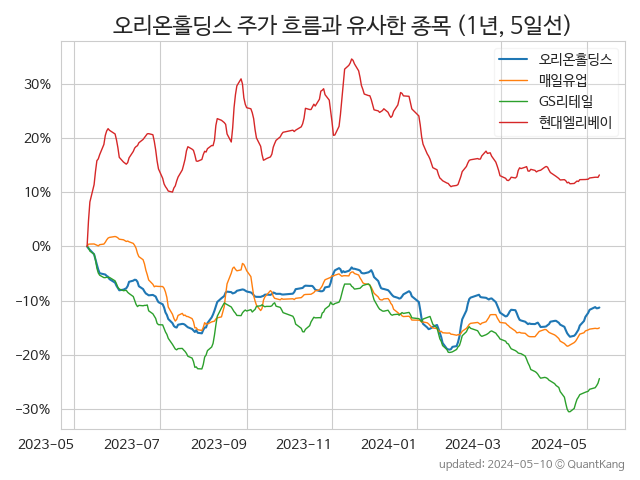 오리온홀딩스 주가 흐름과 유사한 종목 (1년, 5일선)
오리온홀딩스
매일유업
GS리테일
현대엘리베이
30%
20%
10%
0%
−10%
−20%
−30%
2023-05
2023-07
2023-09
2023-11
2024-01
2024-03
2024-05
updated: 2024-05-10 ⓒ QuantKang